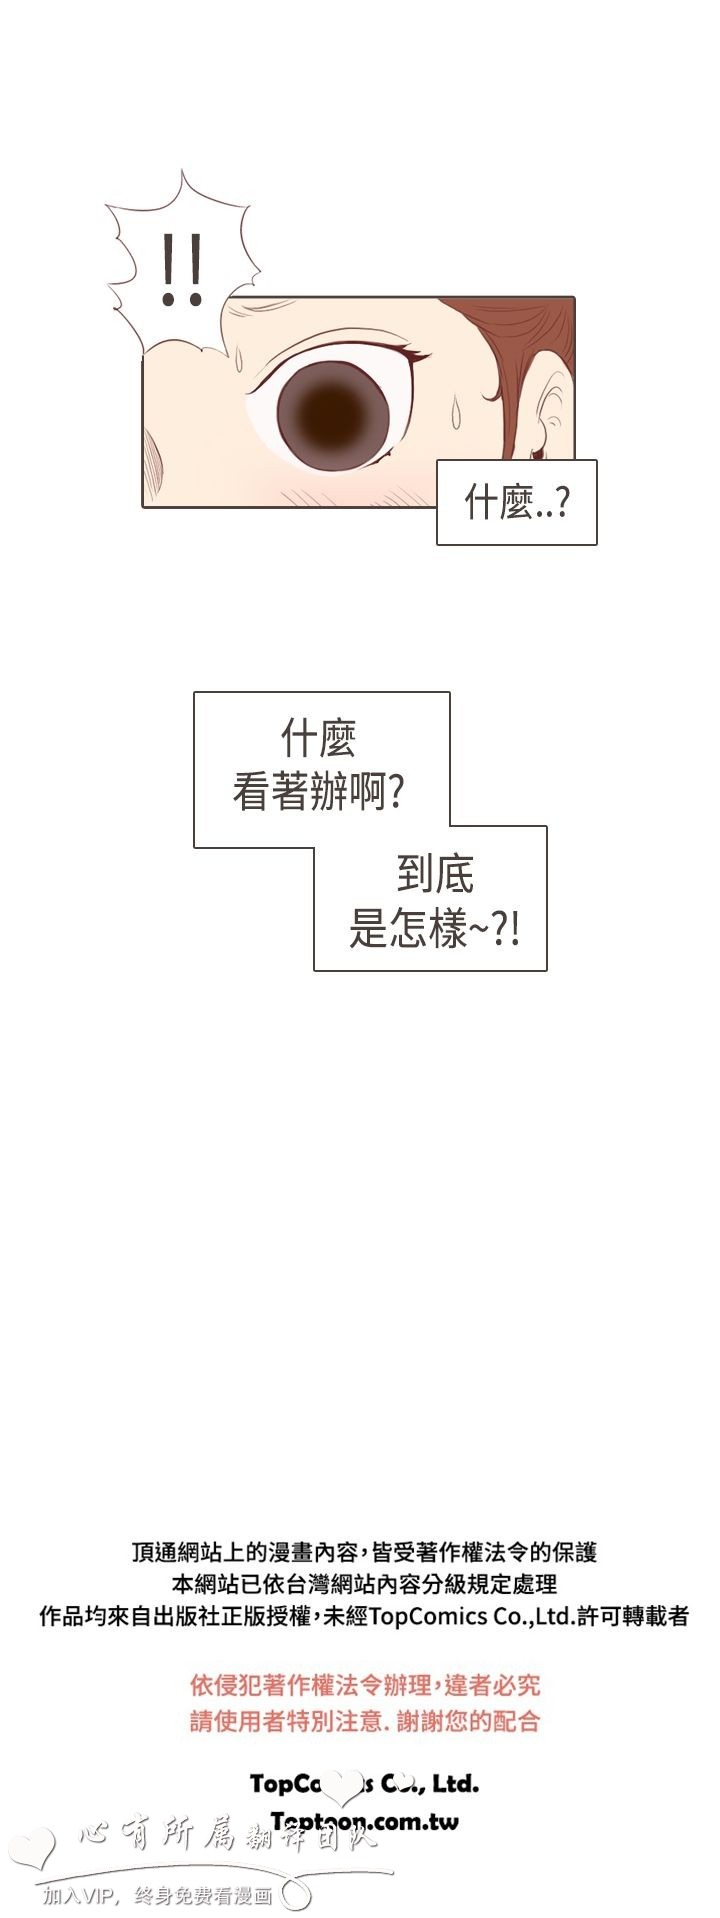 !!
什麼..?
什麼
看著辦啊?
到底
是怎樣~?!
頂通網站上的漫畫內容，皆受著作權法令的保護
本網站已依台灣網站內容分級規定處理
作品均來自出版社正版授權，未經TopComics Co.,Ltd.許可轉載者
依侵犯著作權法令辦理，違者必究
請使用者特別注意. 謝謝您的配合
TopComics Co., Ltd.
Toptoon.com.tw
心有所属翻译团队
加入VIP，终身免费看漫画